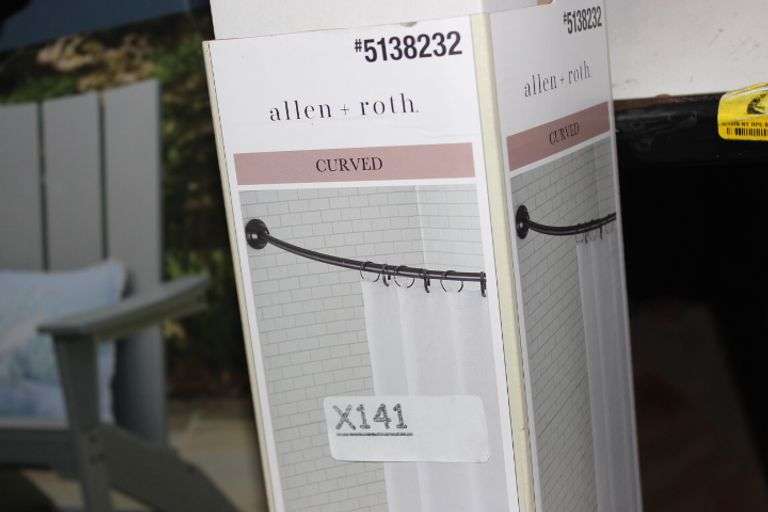 #5138232
allen + roth
CURVED
X141
#5138232
allen + roth
CURVED